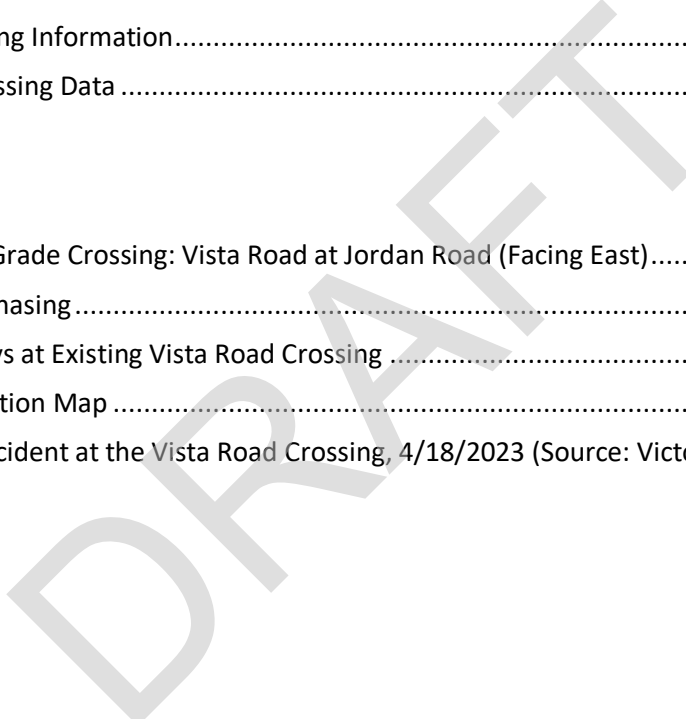 ng Information..............................................................................
ssing Data .....................................................................................
Grade Crossing: Vista Road at Jordan Road (Facing East).....
hasing............................................................................................
s at Existing Vista Road Crossing ............................................
tion Map .......................................................................................
cident at the Vista Road Crossing, 4/18/2023 (Source: Vict
DRAFT